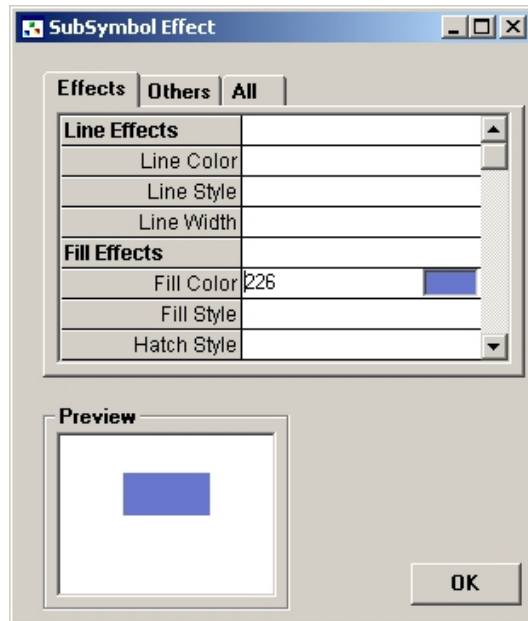 SubSymbol Effect
Effects Others All
Line Effects
Line Color
Line Style
Line Width
Fill Effects
Fill Color 226
Fill Style
Hatch Style
Preview
OK